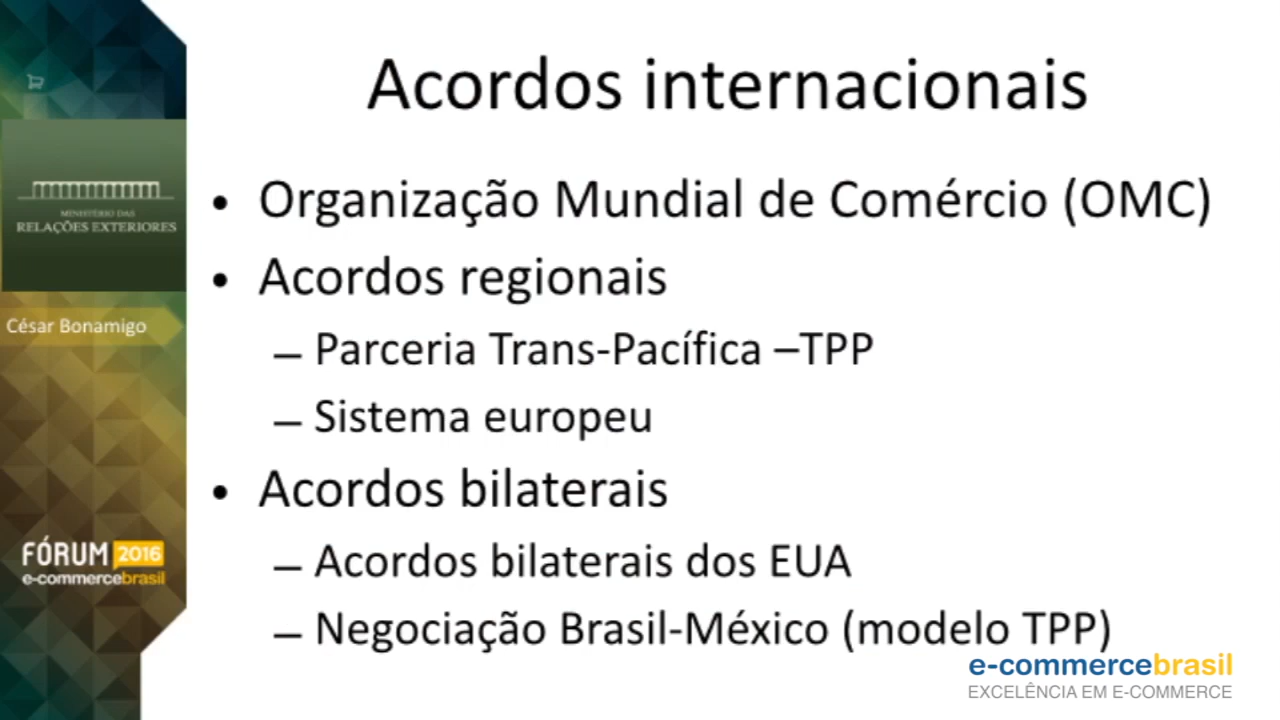 Acordos internacionais
MINISTÉRIO DAS
RELAÇÕES EXTERIORES
César Bonamigo
FÓRUM 2016
e-commercebrasil
• Organização Mundial de Comércio (OMC)
• Acordos regionais
– Parceria Trans-Pacífica –TPP
– Sistema europeu
• Acordos bilaterais
– Acordos bilaterais dos EUA
– Negociação Brasil-México (modelo TPP)
e-commercebrasil
EXCELÊNCIA EM E-COMMERCE